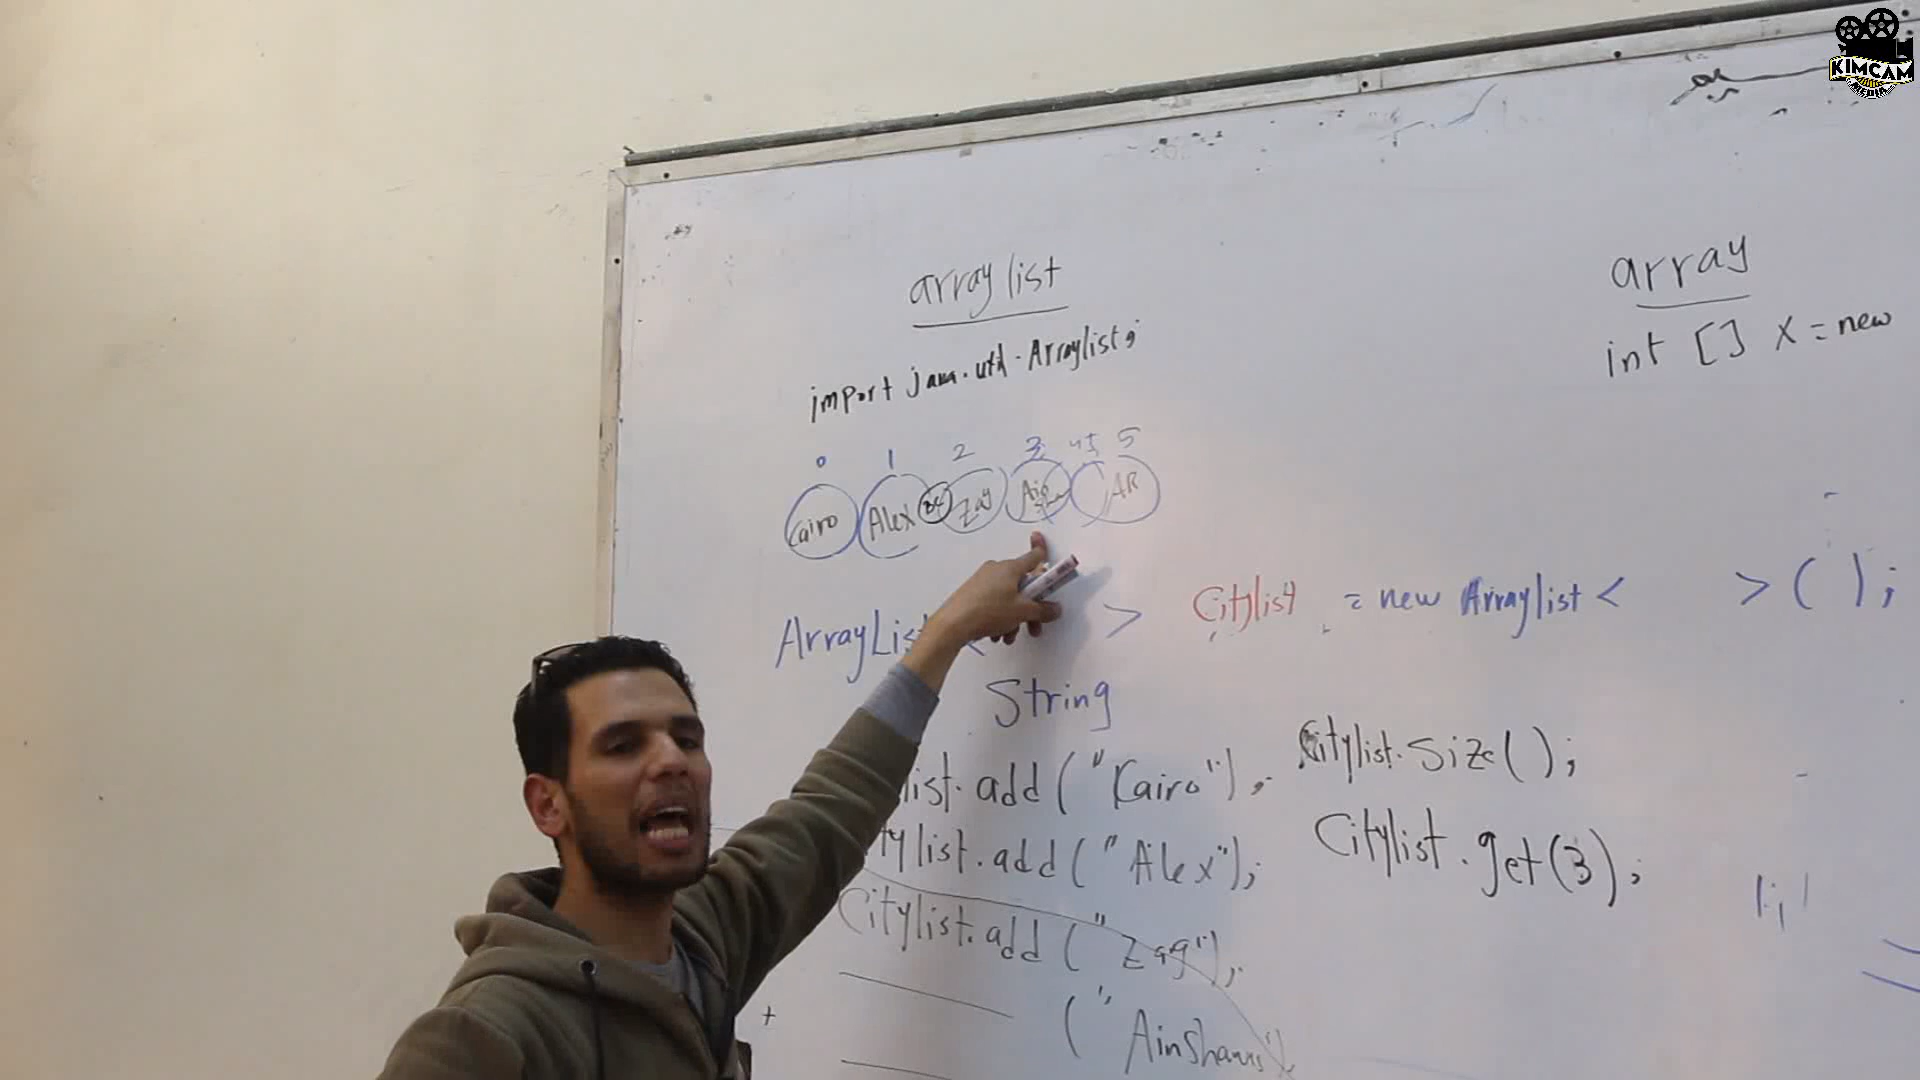 KIMCAM
MEDIA
array list
import java.util.Arraylist;
0 1 2 3 5
Cairo Alex Zag Ain AR
ArrayList < > Citylist = new Arraylist < > ( );
String
list.add ("Cairo");
tylist.add ("Alex");
Citylist.add ("Zag");
("Ainshams")
Citylist.size();
Citylist.get(3);
array
int [] x = new